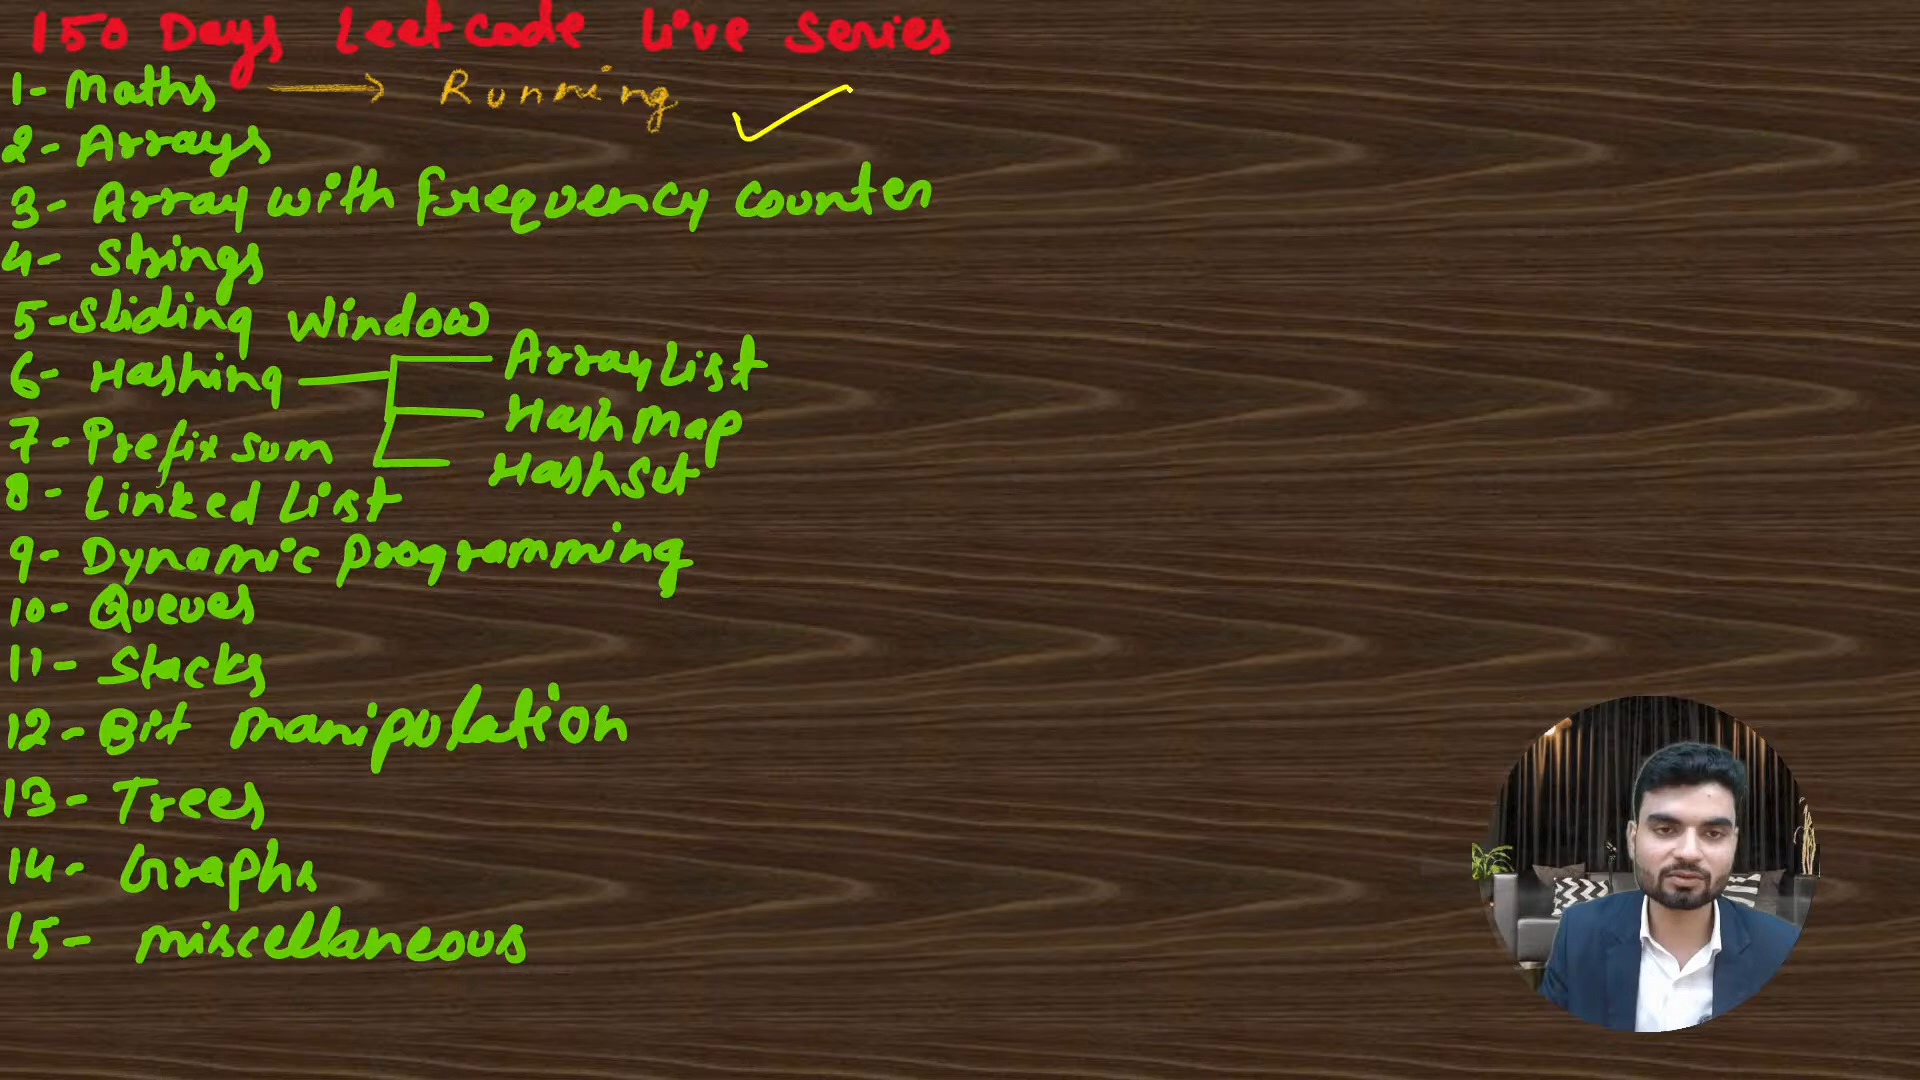 150 Days Leetcode Live Series
1- Maths → Running ✓
2- Arrays
3- Array with frequency counter
4- Strings
5- Sliding Window
6- Hashing
ArrayList
HashMap
HashSet
7- Prefix sum
8- Linked List
9- Dynamic programming
10- Queues
11- Stacks
12- Bit manipulation
13- Trees
14- Graphs
15- miscellaneous